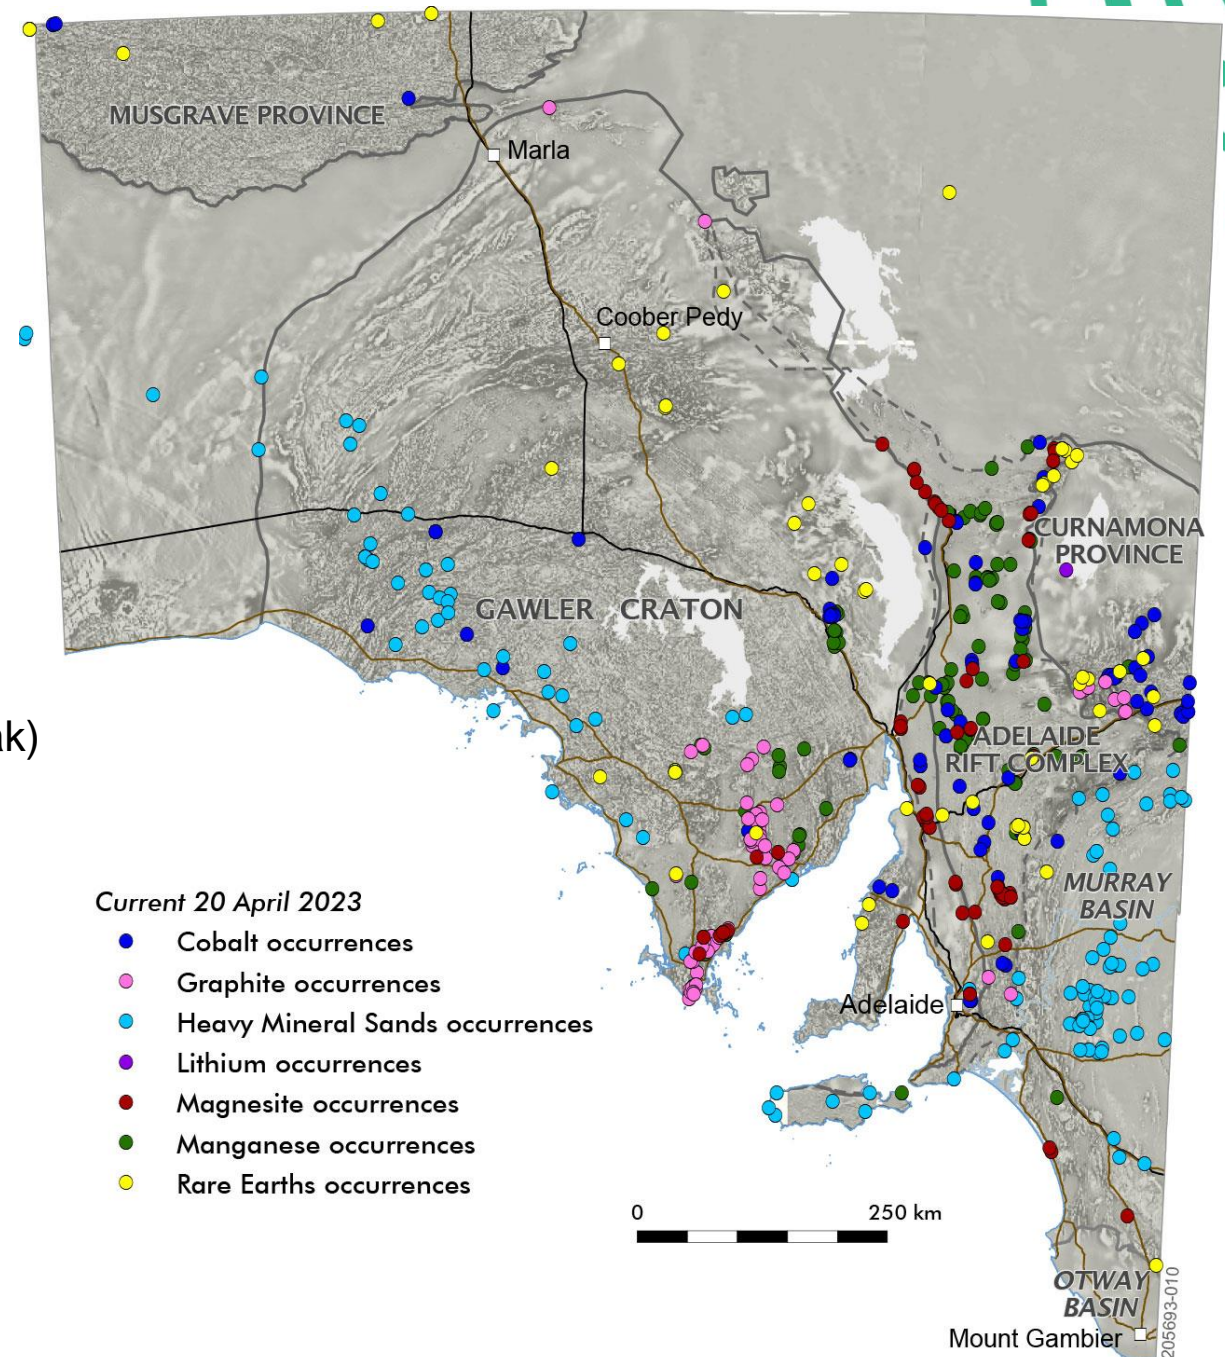 MUSGRAVE PROVINCE
Marla
Coober Pedy
CURNAMONA
PROVINCE
GAWLER CRATON
ak)
ADELAIDE
RIFT COMPLEX
MURRAY
BASIN
Current 20 April 2023
Cobalt occurrences
Graphite occurrences
Heavy Mineral Sands occurrences
Lithium occurrences
Magnesite occurrences
Manganese occurrences
Rare Earths occurrences
Adelaide
0 250 km
OTWAY
BASIN
Mount Gambier
205693-010